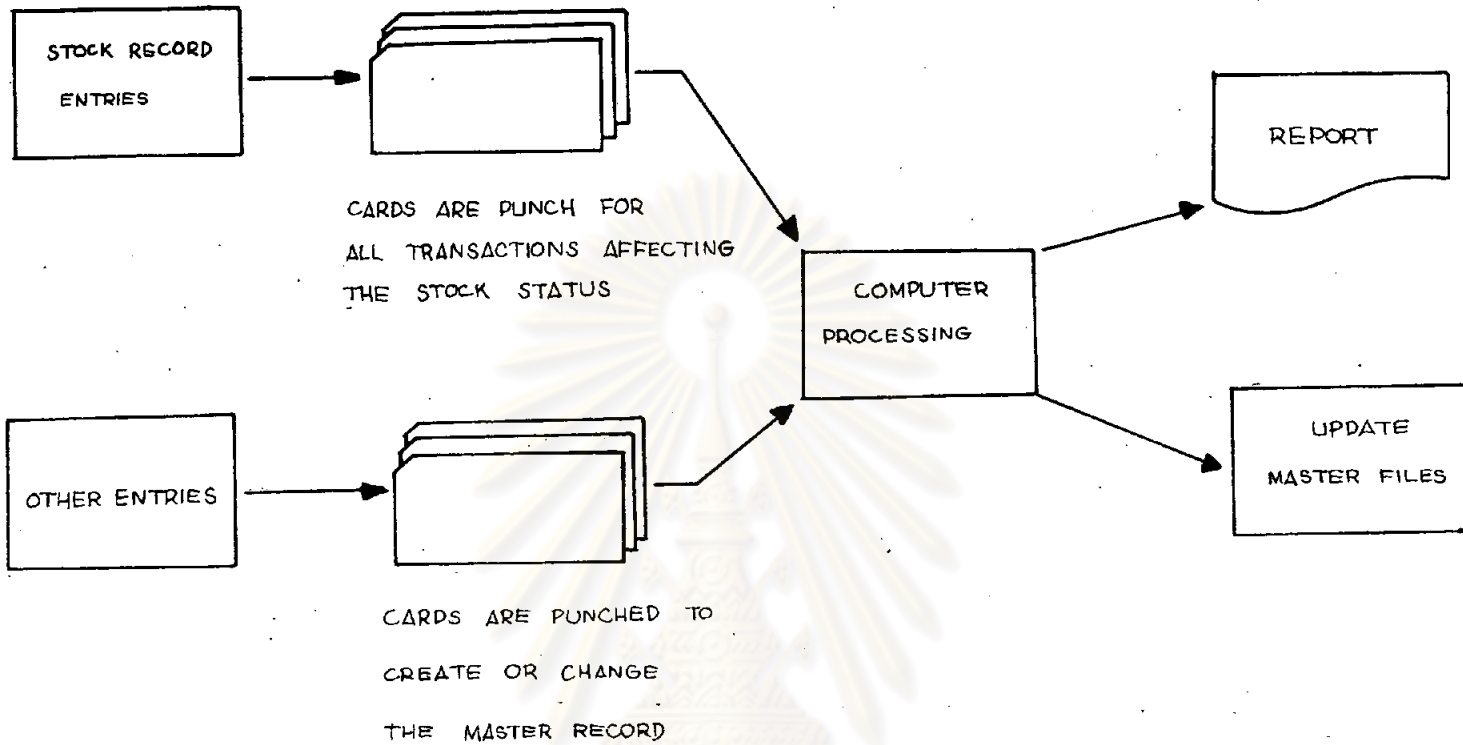 STOCK RECORD
ENTRIES
CARDS ARE PUNCH FOR
ALL TRANSACTIONS AFFECTING
THE STOCK STATUS
REPORT
COMPUTER
PROCESSING
OTHER ENTRIES
CARDS ARE PUNCHED TO
CREATE OR CHANGE
THE MASTER RECORD
UPDATE
MASTER FILES